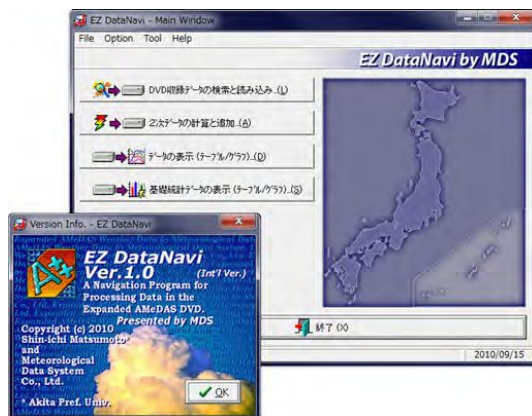 EZ DataNavi - Main Window
File Option Tool Help
EZ DataNavi by MDS
DVD収録データの検索と読み込み..(L)
2次データの計算と追加..(A)
データの表示(テーブル/グラフ)..(D)
基礎統計データの表示(テーブル/グラフ)..(S)
終了(X)
2010/09/15
Version Info. - EZ DataNavi
EZ DataNavi
Ver.1.0 (Int'l Ver.)
A Navigation Program for
Processing Data in the
Expanded AMeDAS DVD.
Presented by MDS
Copyright (c) 2010
Shin-ichi Matsumoto*
and
Meteorological
Data System
Co., Ltd.
* Akita Pref. Univ.
OK